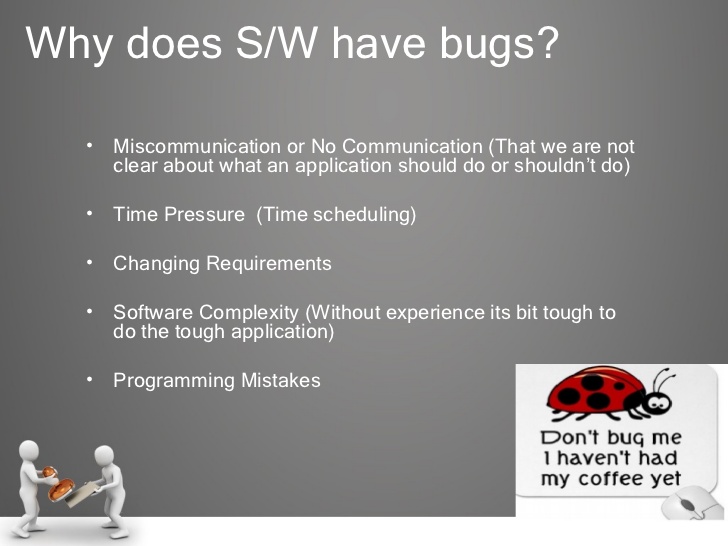 Why does S/W have bugs?
• Miscommunication or No Communication (That we are not
clear about what an application should do or shouldn't do)
• Time Pressure  (Time scheduling)
• Changing Requirements
• Software Complexity (Without experience its bit tough to
do the tough application)
• Programming Mistakes
Don't bug me
I haven't had
my coffee yet